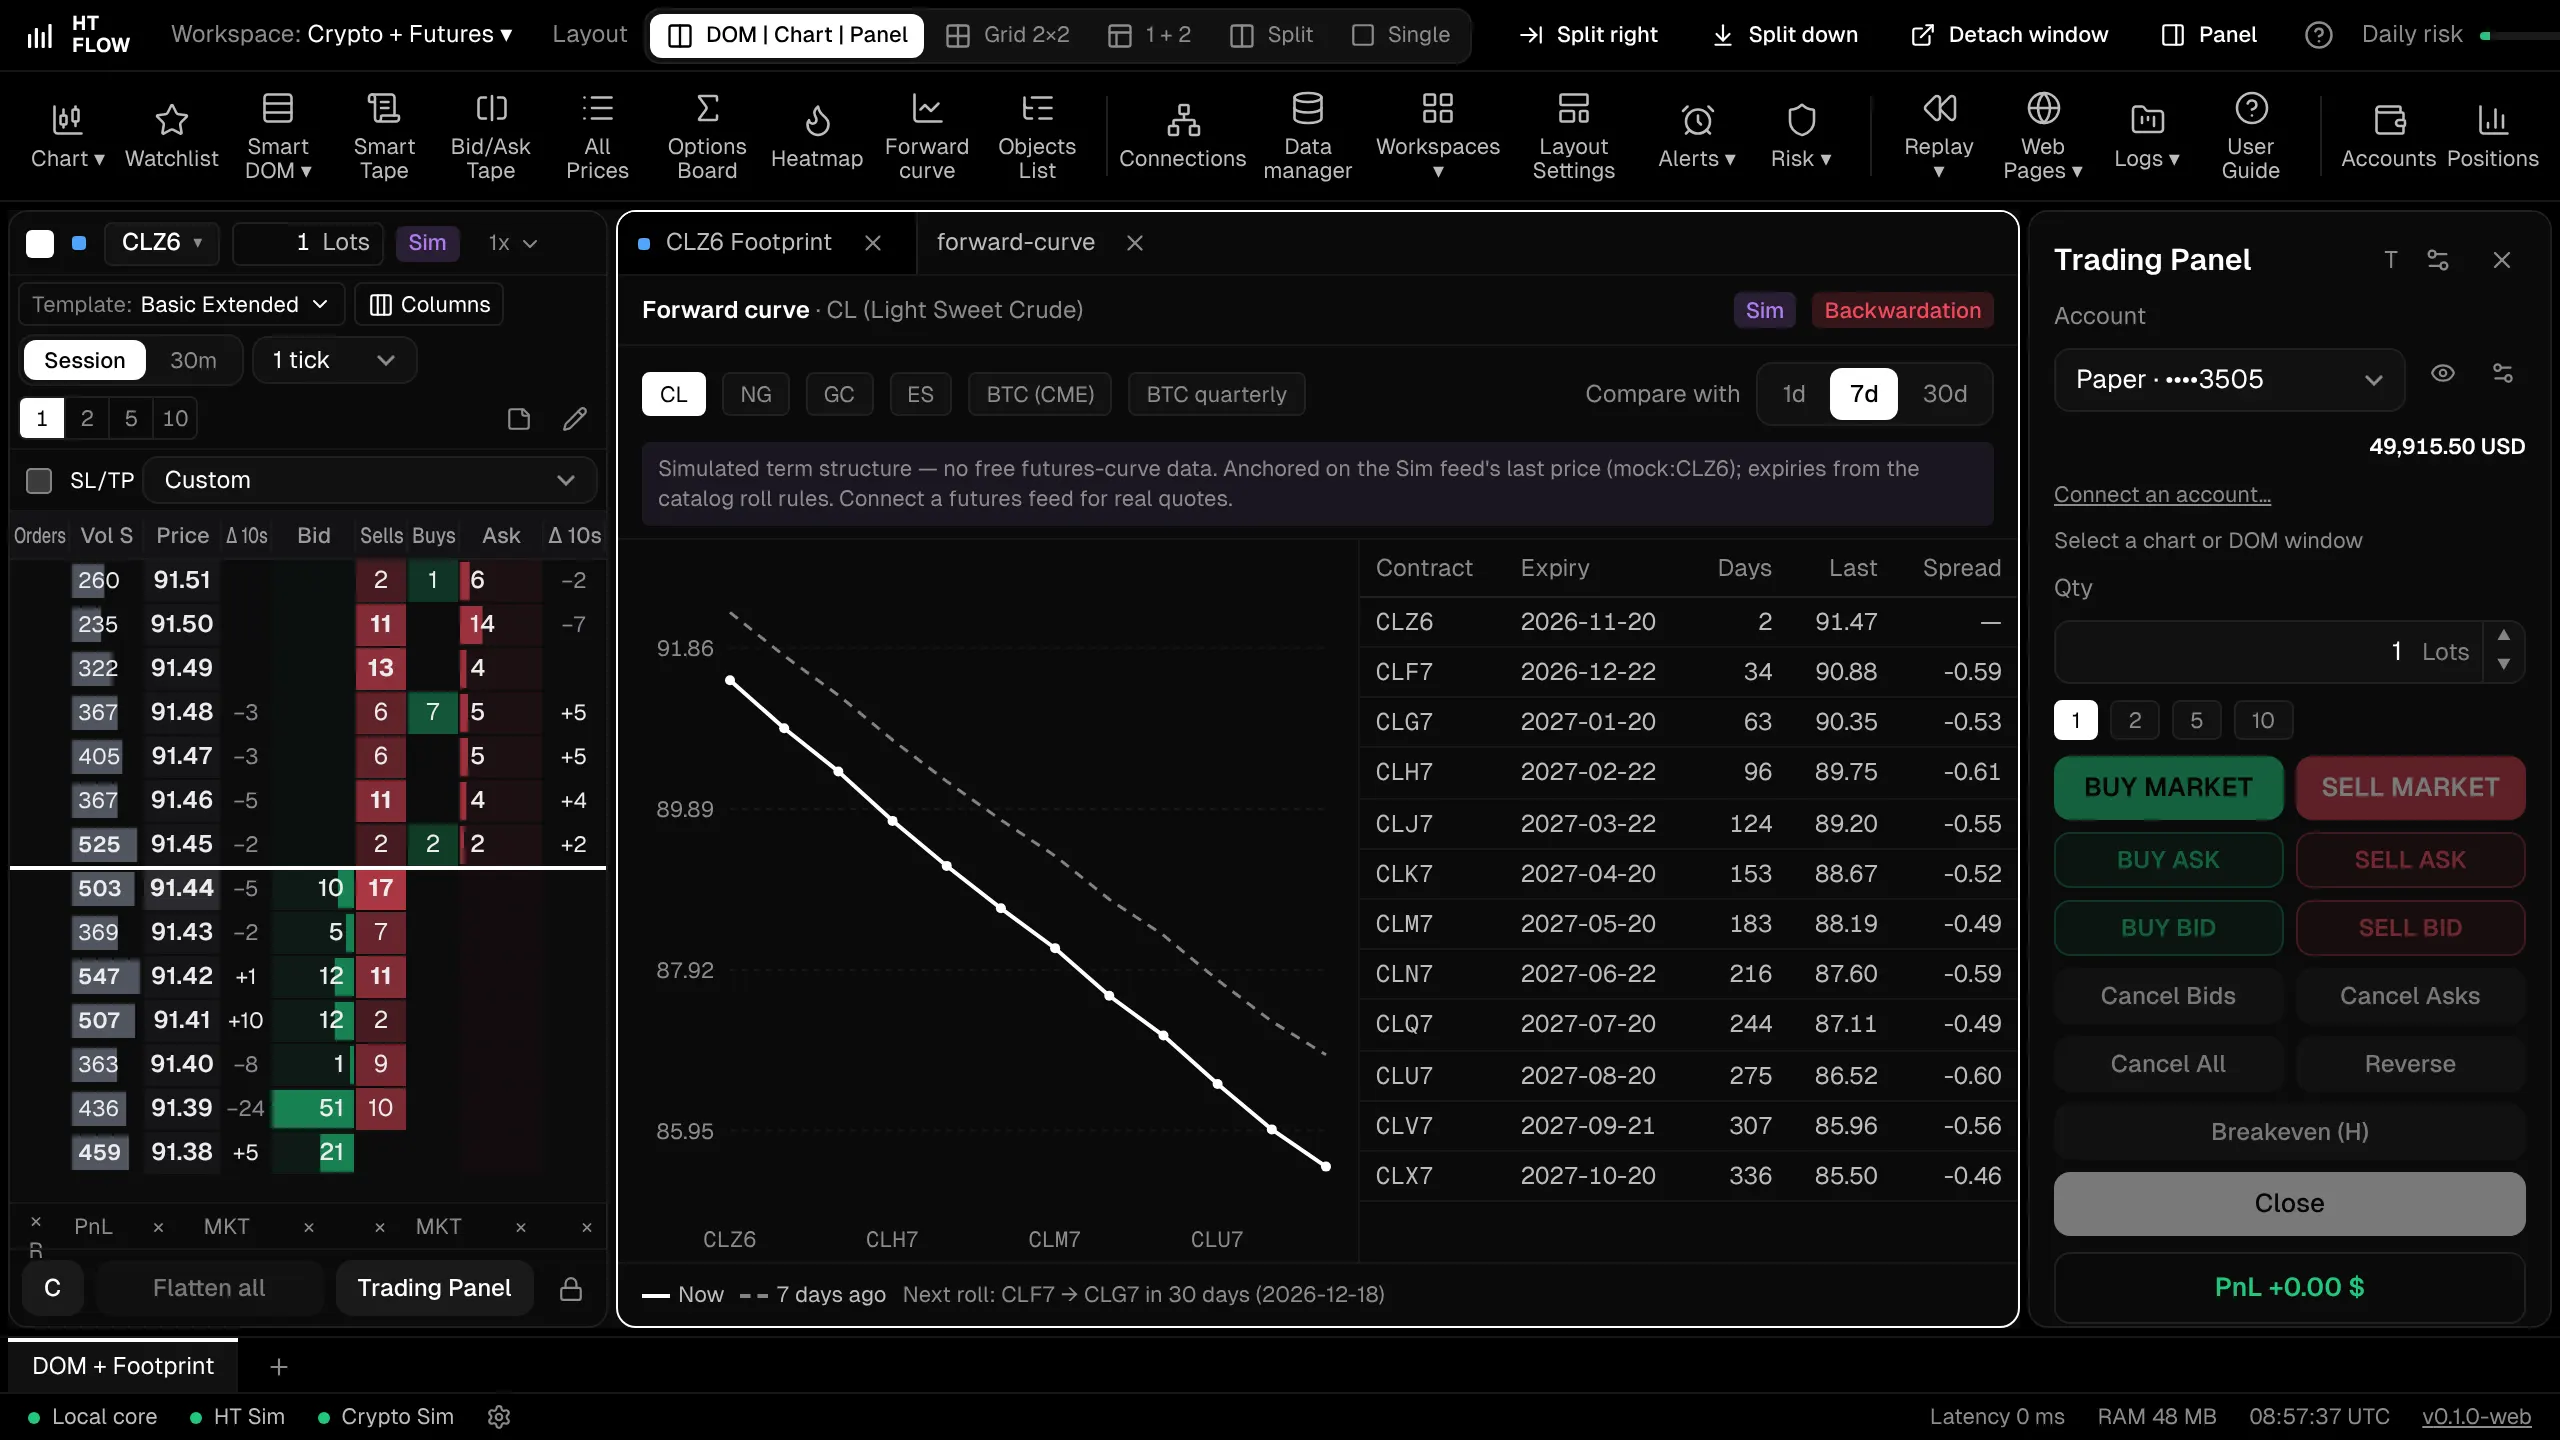 HT FLOW
Workspace: Crypto + Futures ▾
Layout
DOM | Chart | Panel
Grid 2×2
1 + 2
Split
Single
Split right
Split down
Detach window
Panel
Daily risk
Chart ▾
Watchlist
Smart DOM ▾
Smart Tape
Bid/Ask Tape
All Prices
Options Board
Heatmap
Forward curve
Objects List
Connections
Data manager
Workspaces ▾
Layout Settings
Alerts ▾
Risk ▾
Replay ▾
Web Pages ▾
Logs ▾
User Guide
Accounts
Positions
CLZ6 ▾
1 Lots
Sim
1x
Template: Basic Extended
Columns
Session
30m
1 tick
1 2 5 10
SL/TP
Custom
Orders Vol S Price Δ 10s Bid Sells Buys Ask Δ 10s
260 91.51 2 1 6 −2
235 91.50 11 14 −7
322 91.49 13 4
367 91.48 −3 6 7 5 +5
405 91.47 −3 6 5 +5
367 91.46 −5 11 4 +4
525 91.45 −2 2 2 2 +2
503 91.44 −5 10 17
369 91.43 −2 5 7
547 91.42 +1 12 11
507 91.41 +10 12 2
363 91.40 −8 1 9
436 91.39 −24 51 10
459 91.38 +5 21
× PnL × MKT × × MKT × ×
R
C
Flatten all
Trading Panel
CLZ6 Footprint ×
forward-curve ×
Forward curve · CL (Light Sweet Crude)
Sim
Backwardation
CL NG GC ES BTC (CME) BTC quarterly
Compare with 1d 7d 30d
Simulated term structure — no free futures-curve data. Anchored on the Sim feed's last price (mock:CLZ6); expiries from the
catalog roll rules. Connect a futures feed for real quotes.
91.86
89.89
87.92
85.95
CLZ6 CLH7 CLM7 CLU7
Contract Expiry Days Last Spread
CLZ6 2026-11-20 2 91.47 —
CLF7 2026-12-22 34 90.88 -0.59
CLG7 2027-01-20 63 90.35 -0.53
CLH7 2027-02-22 96 89.75 -0.61
CLJ7 2027-03-22 124 89.20 -0.55
CLK7 2027-04-20 153 88.67 -0.52
CLM7 2027-05-20 183 88.19 -0.49
CLN7 2027-06-22 216 87.60 -0.59
CLQ7 2027-07-20 244 87.11 -0.49
CLU7 2027-08-20 275 86.52 -0.60
CLV7 2027-09-21 307 85.96 -0.56
CLX7 2027-10-20 336 85.50 -0.46
Now
7 days ago
Next roll: CLF7 → CLG7 in 30 days (2026-12-18)
Trading Panel
T
Account
Paper · ••••3505
49,915.50 USD
Connect an account…
Select a chart or DOM window
Qty
1 Lots
1 2 5 10
BUY MARKET
SELL MARKET
BUY ASK
SELL ASK
BUY BID
SELL BID
Cancel Bids
Cancel Asks
Cancel All
Reverse
Breakeven (H)
Close
PnL +0.00 $
DOM + Footprint +
Local core
HT Sim
Crypto Sim
Latency 0 ms
RAM 48 MB
08:57:37 UTC
v0.1.0-web